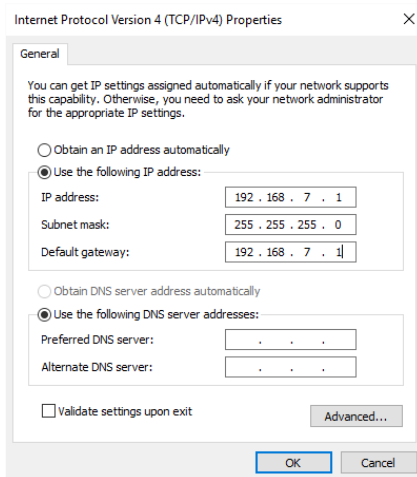 Internet Protocol Version 4 (TCP/IPv4) Properties
General
You can get IP settings assigned automatically if your network supports
this capability. Otherwise, you need to ask your network administrator
for the appropriate IP settings.
Obtain an IP address automatically
Use the following IP address:
IP address: 192 . 168 . 7 . 1
Subnet mask: 255 . 255 . 255 . 0
Default gateway: 192 . 168 . 7 . 1
Obtain DNS server address automatically
Use the following DNS server addresses:
Preferred DNS server: . . .
Alternate DNS server: . . .
Validate settings upon exit
Advanced...
OK Cancel